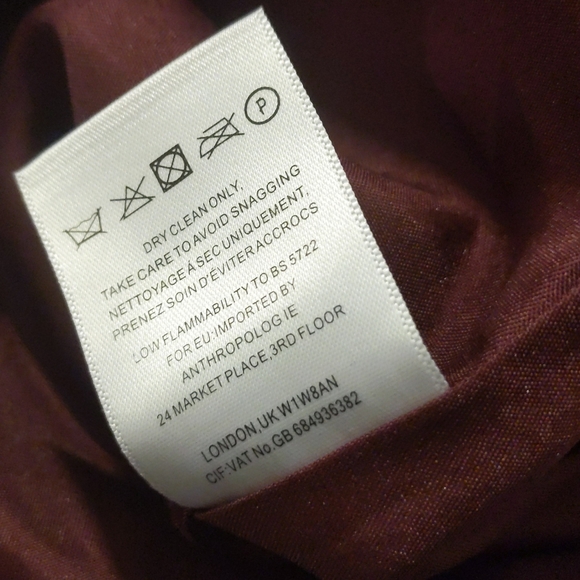 P
DRY CLEAN ONLY,
TAKE CARE TO AVOID SNAGGING
NETTOYAGE À SEC UNIQUEMENT,
PRENEZ SOIN D'ÉVITER ACCROCS
LOW FLAMMABILITY TO BS 5722
FOR EU:IMPORTED BY
ANTHROPOLOG IE
24 MARKET PLACE,3RD FLOOR
LONDON,UK W1W8AN
CIF:VAT No.GB 684936382